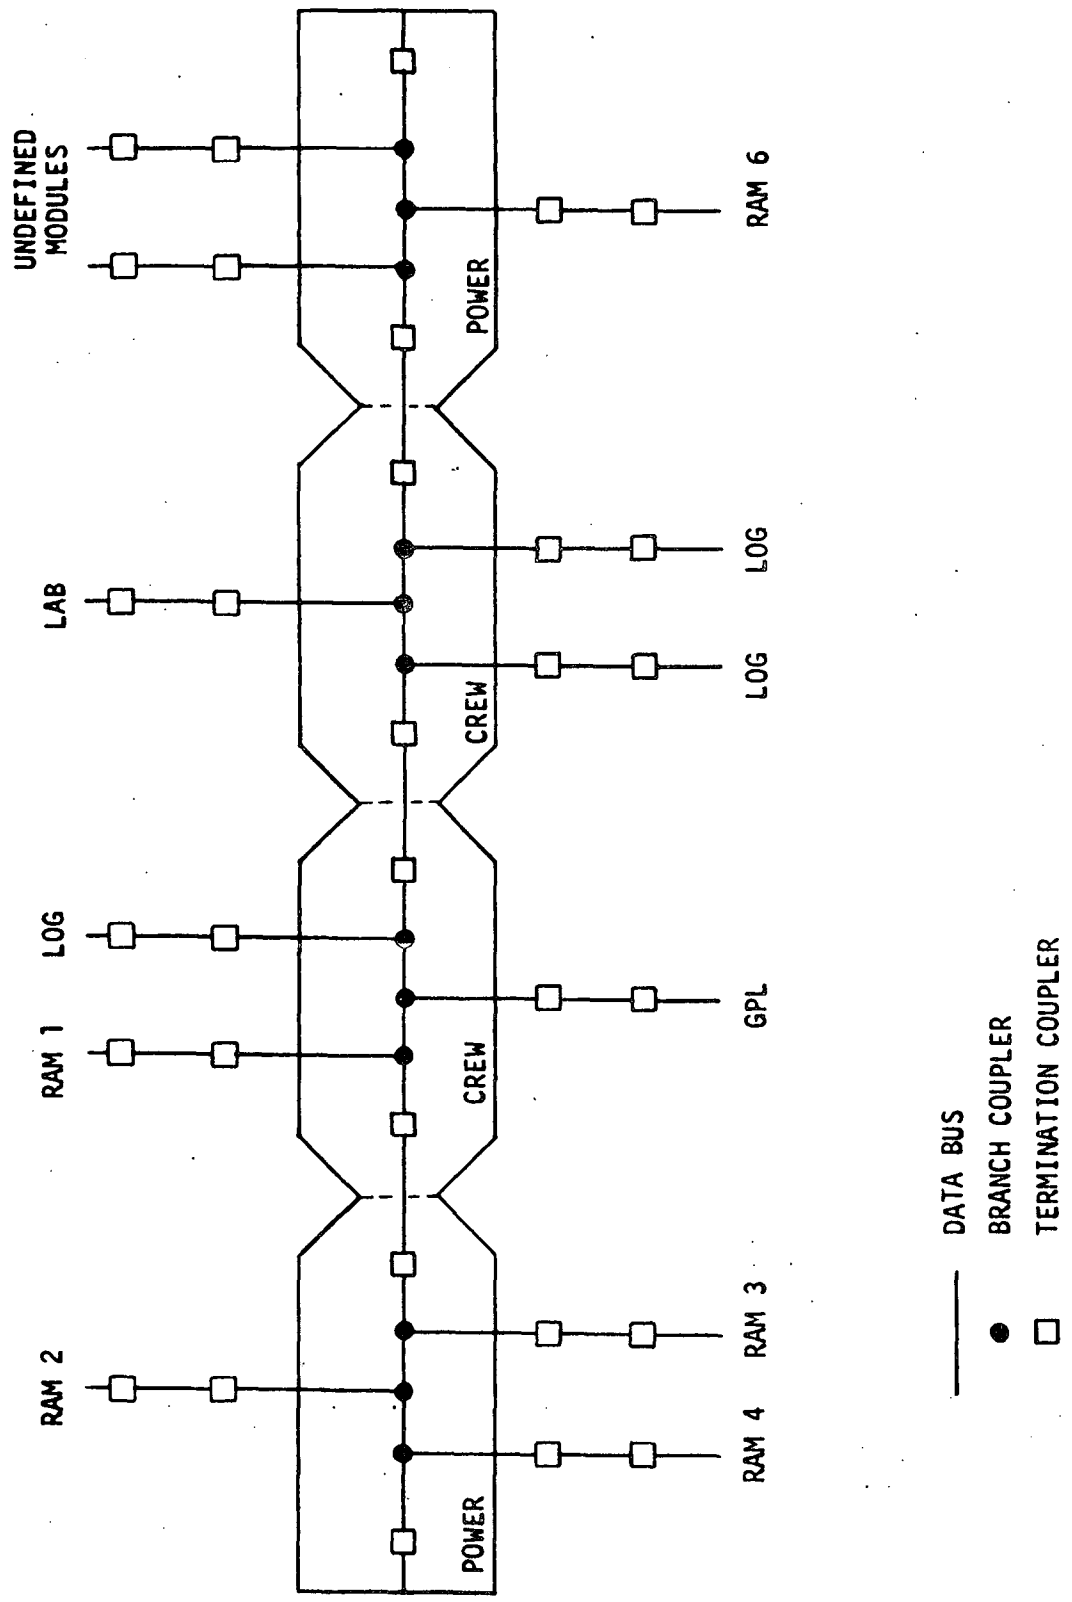 RAM 2
RAM 1
LOG
LAB
UNDEFINED
MODULES
POWER
CREW
CREW
POWER
RAM 4
RAM 3
GPL
LOG
LOG
RAM 6
DATA BUS
BRANCH COUPLER
TERMINATION COUPLER